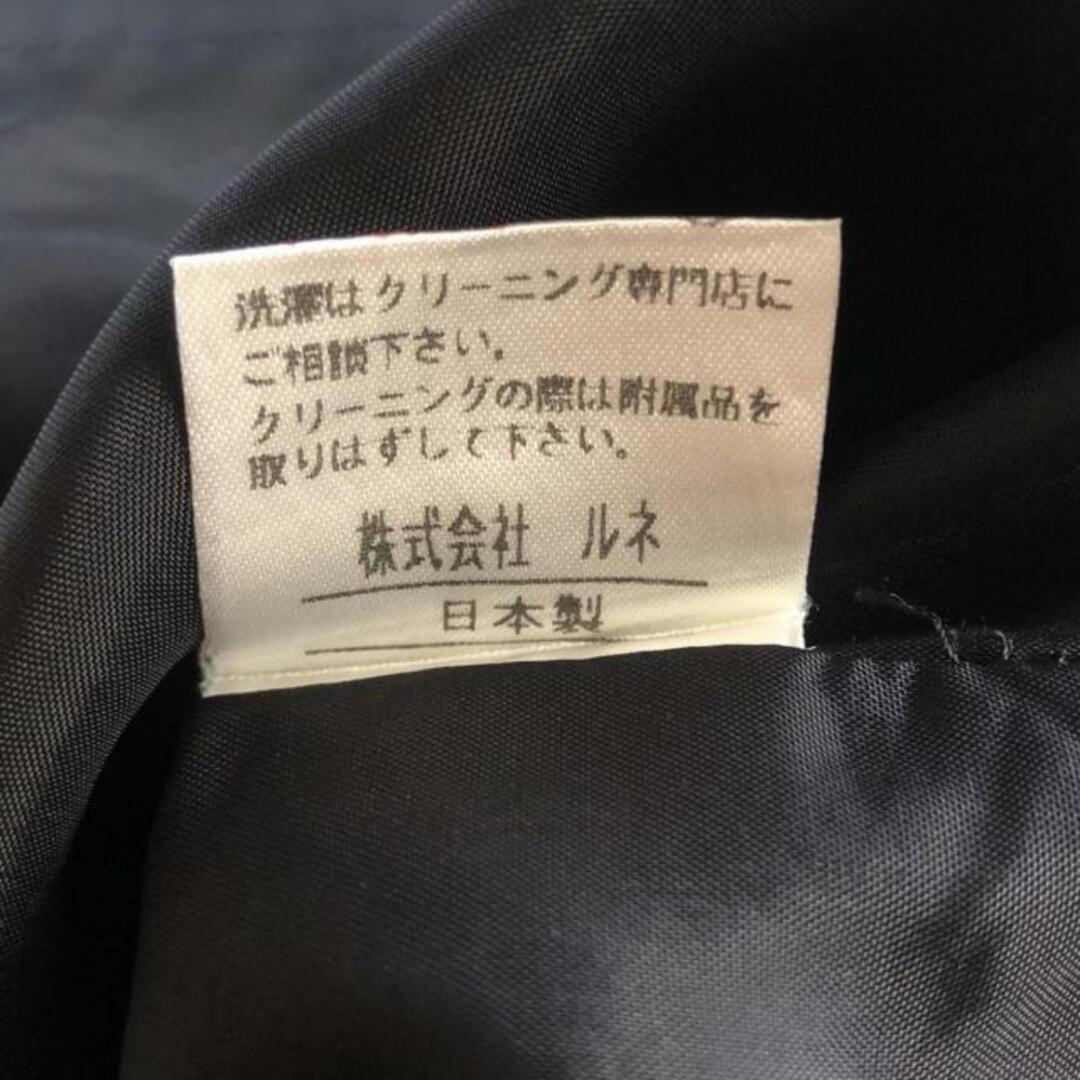 洗濯はクリーニング専門店に
ご相談下さい。
クリーニングの際は附属品を
取りはずして下さい。
株式会社 ルネ
日本製